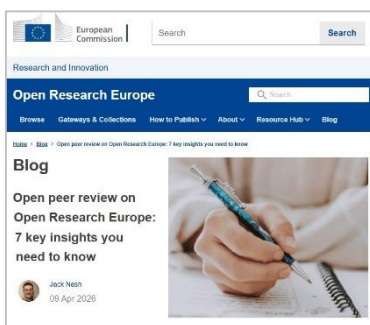 European
Commission
Search
Search
Research and Innovation
Open Research Europe
Search
Browse
Gateways & Collections
How to Publish
About
Resource Hub
Blog
Home > Blog > Open peer review on Open Research Europe: 7 key insights you need to know
Blog
Open peer review on
Open Research Europe:
7 key insights you
need to know
Jack Nash
09 Apr 2026